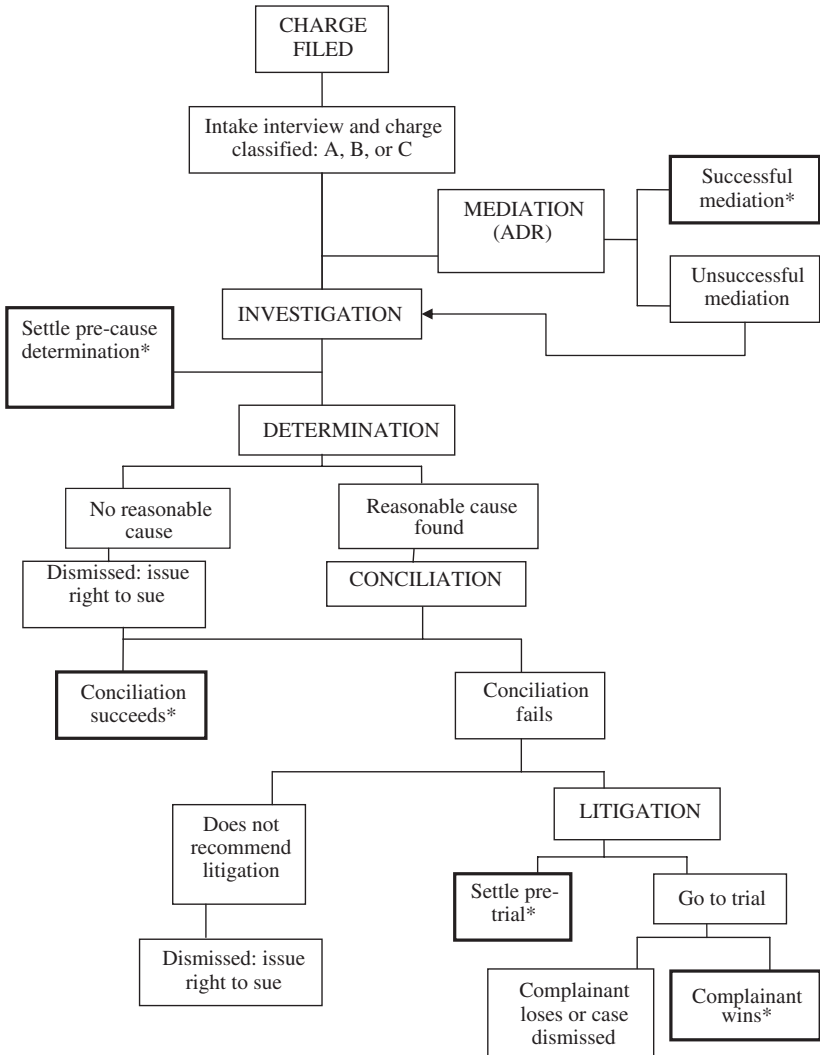 CHARGE
FILED
Intake interview and charge
classified: A, B, or C
MEDIATION
(ADR)
Successful
mediation*
Unsuccessful
mediation
INVESTIGATION
Settle pre-cause
determination*
DETERMINATION
No reasonable
cause
Reasonable cause
found
Dismissed: issue
right to sue
CONCILIATION
Conciliation
succeeds*
Conciliation
fails
Does not
recommend
litigation
LITIGATION
Settle pre-
trial*
Go to trial
Dismissed: issue
right to sue
Complainant
loses or case
dismissed
Complainant
wins*